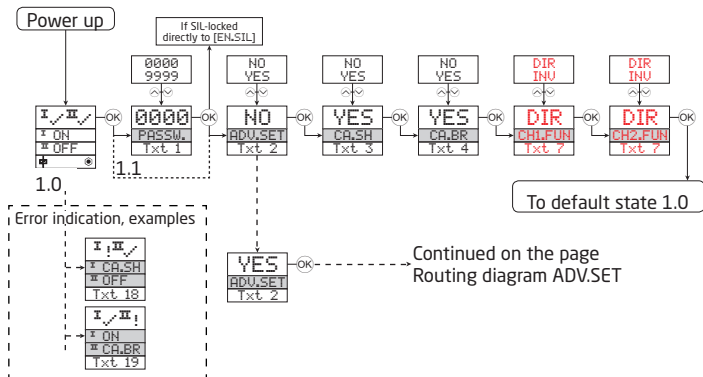 Power up
If SIL-locked
directly to [EN.SIL]
0000
9999
NO
YES
NO
YES
NO
YES
DIR
INV
DIR
INV
I ✓ II ✓
I ON
II OFF
OK
0000
PASSW.
Txt 1
OK
NO
ADV.SET
Txt 2
OK
YES
CA.SH
Txt 3
OK
YES
CA.BR
Txt 4
OK
DIR
CH1.FUN
Txt 7
OK
DIR
CH2.FUN
Txt 7
OK
1.0
1.1
To default state 1.0
Error indication, examples
I ! II ✓
I CA.SH
II OFF
Txt 18
I ✓ II !
I ON
II CA.BR
Txt 19
YES
ADV.SET
Txt 2
OK
Continued on the page
Routing diagram ADV.SET